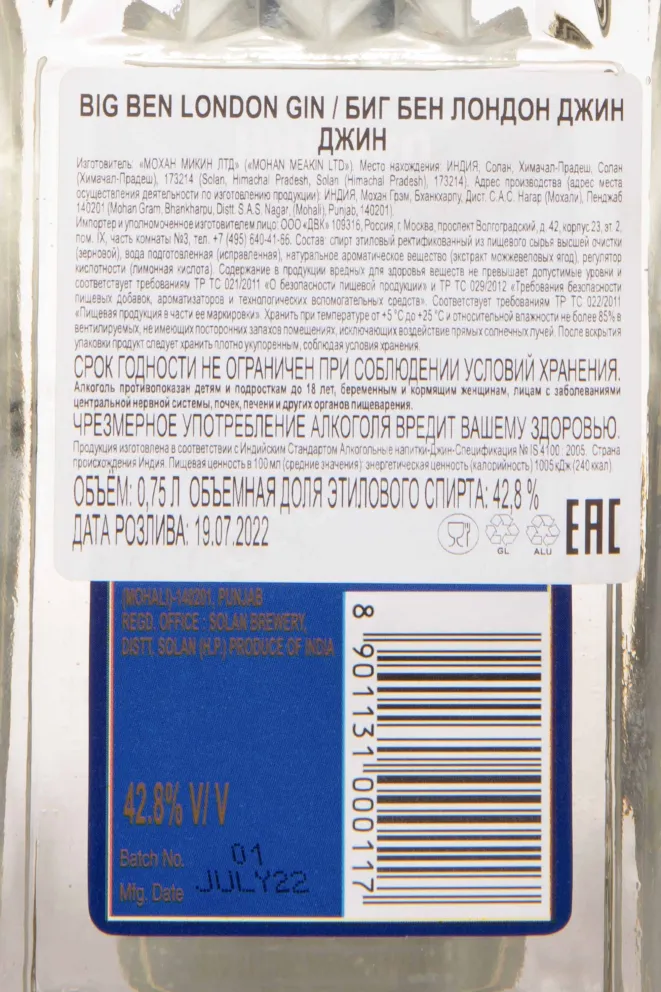 BIG BEN LONDON GIN / БИГ БЕН ЛОНДОН ДЖИН
ДЖИН
Изготовитель: «МОХАН МИКИН ЛТД» («MOHAN MEAKIN LTD»). Место нахождения: ИНДИЯ, Солан, Химачал-Прадеш, Солан
(Химачал-Прадеш), 173214 (Solan, Himachal Pradesh, Solan (Himachal Pradesh), 173214). Адрес производства (адрес места
осуществления деятельности по изготовлению продукции): ИНДИЯ, Мохан Грэм, Бханкхарпу, Дист. С.А.С. Нагар (Мохали), Пенджаб
140201 (Mohan Gram, Bhankharpu, Distt. S.A.S. Nagar, (Mohali), Punjab, 140201).
Импортер и уполномоченное изготовителем лицо: ООО «ДВК» 109316, Россия, г. Москва, проспект Волгоградский, д. 42, корпус 23, эт. 2,
пом. IX, часть комнаты №3, тел. +7 (495) 640-41-56. Состав: спирт этиловый ректификованный из пищевого сырья высшей очистки
(зерновой), вода подготовленная (исправленная), натуральное ароматическое вещество (экстракт можжевеловых ягод), регулятор
кислотности (лимонная кислота). Содержание в продукции вредных для здоровья веществ не превышает допустимые уровни и
соответствует требованиям ТР ТС 021/2011 «О безопасности пищевой продукции» и ТР ТС 029/2012 «Требования безопасности
пищевых добавок, ароматизаторов и технологических вспомогательных средств». Соответствует требованиям ТР ТС 022/2011
«Пищевая продукция в части ее маркировки». Хранить при температуре от +5 °С до +25 °С и относительной влажности не более 85% в
вентилируемых, не имеющих посторонних запахов помещениях, исключающих воздействие прямых солнечных лучей. После вскрытия
упаковки продукт следует хранить плотно укупоренным, соблюдая условия хранения.
СРОК ГОДНОСТИ НЕ ОГРАНИЧЕН ПРИ СОБЛЮДЕНИИ УСЛОВИЙ ХРАНЕНИЯ.
Алкоголь противопоказан детям и подросткам до 18 лет, беременным и кормящим женщинам, лицам с заболеваниями
центральной нервной системы, почек, печени и других органов пищеварения.
ЧРЕЗМЕРНОЕ УПОТРЕБЛЕНИЕ АЛКОГОЛЯ ВРЕДИТ ВАШЕМУ ЗДОРОВЬЮ.
Продукция изготовлена в соответствии с Индийским Стандартом Алкогольные напитки-Джин-Спецификация № IS 4100 : 2005. Страна
происхождения Индия. Пищевая ценность в 100 мл (средние значения): энергетическая ценность (калорийность) 1005 кДж (240 ккал).
ОБЪЕМ: 0,75 Л ОБЪЕМНАЯ ДОЛЯ ЭТИЛОВОГО СПИРТА: 42,8 %
ДАТА РОЗЛИВА: 19.07.2022
GL ALU EAC
(MOHALI)-140201, PUNJAB
REGD. OFFICE : SOLAN BREWERY,
DISTT. SOLAN (H.P.) PRODUCE OF INDIA
42.8% V/V
Batch No. 01
Mfg. Date JULY22
8 901131 000117